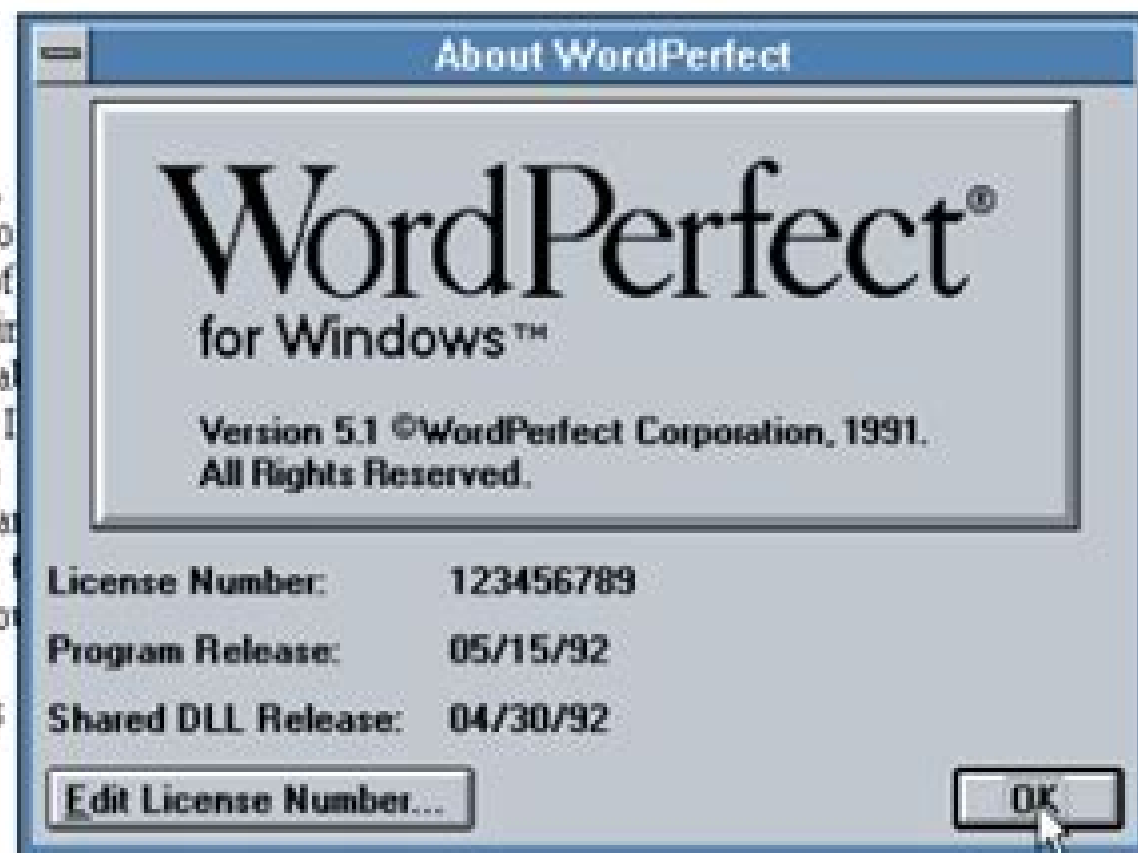 About WordPerfect
WordPerfect®
for Windows™
Version 5.1 ©WordPerfect Corporation, 1991.
All Rights Reserved.
License Number: 123456789
Program Release: 05/15/92
Shared DLL Release: 04/30/92
Edit License Number... OK